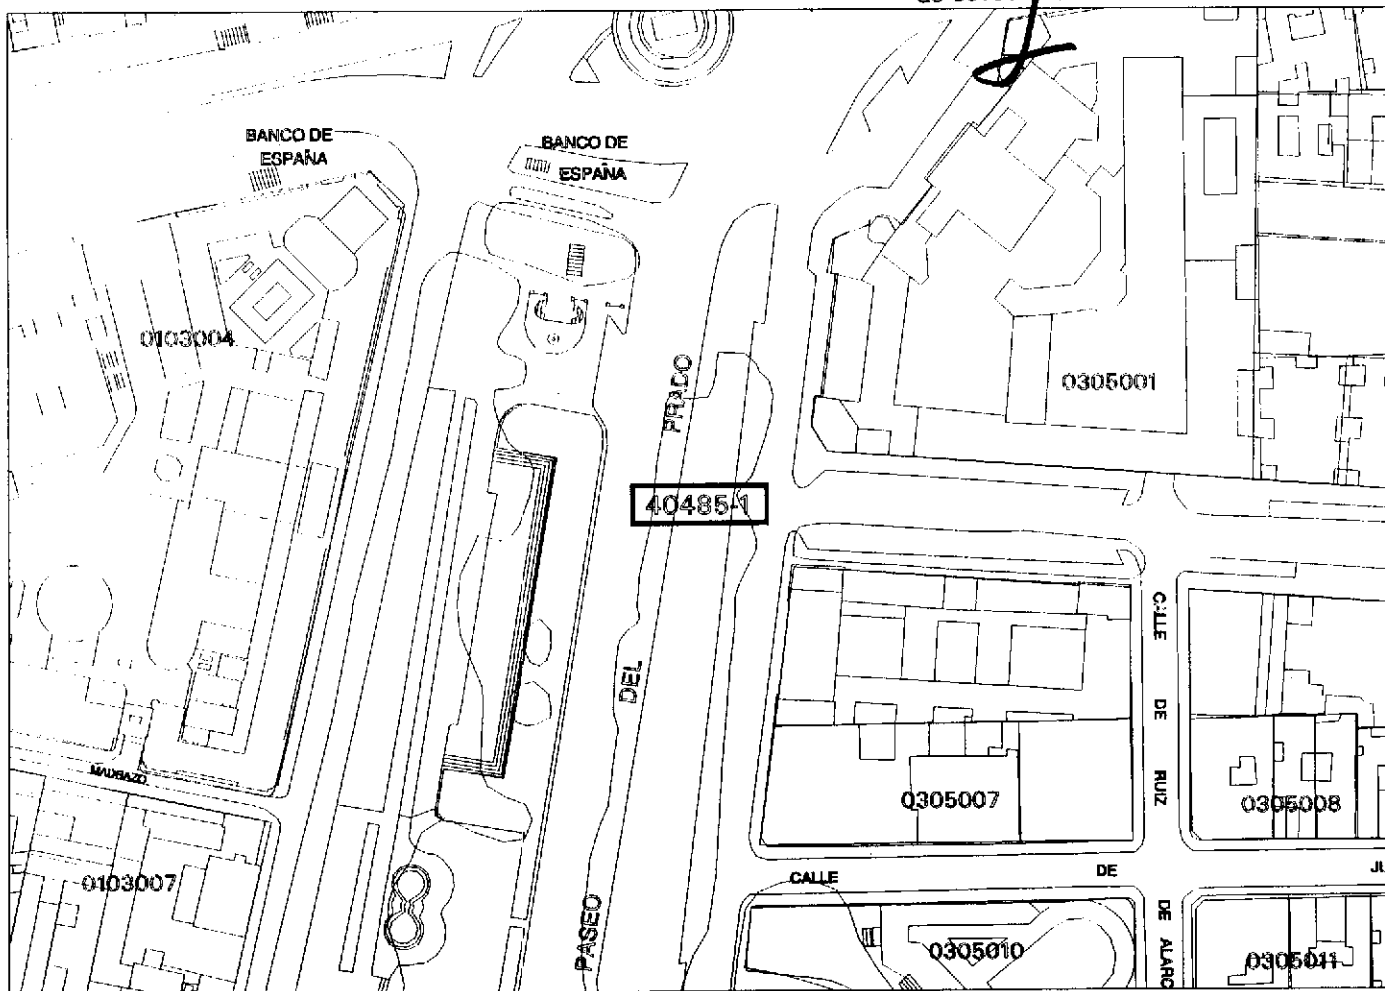 BANCO DE
ESPAÑA
BANCO DE
ESPAÑA
0103004
PRADO
0305001
40485-1
CALLE
DE
RUIZ
DEL
MADRAZO
0305007
0305008
0103007
CALLE
DE
PASEO
DE ALARC
0305010
0305011